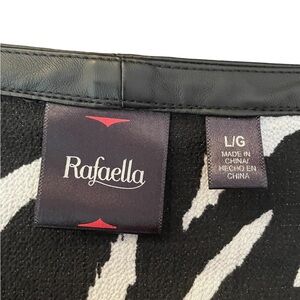 Rafaella
L/G
MADE IN
CHINA/
HECHO EN
CHINA